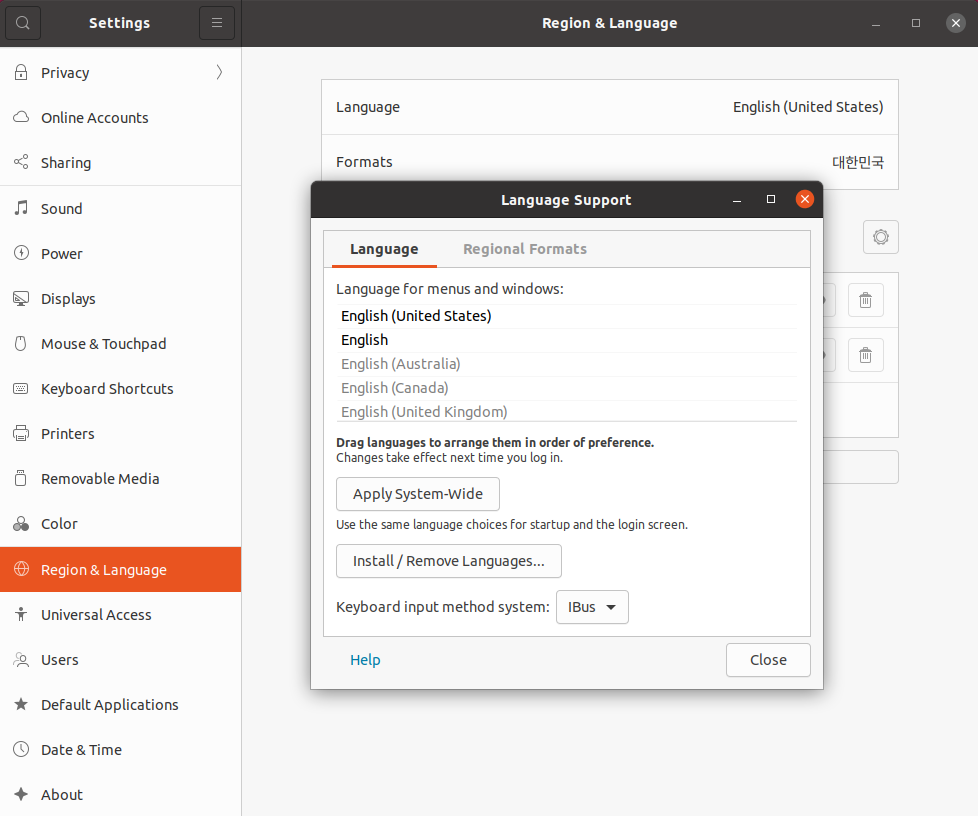 Settings
Region & Language
Privacy
Online Accounts
Sharing
Sound
Power
Displays
Mouse & Touchpad
Keyboard Shortcuts
Printers
Removable Media
Color
Region & Language
Universal Access
Users
Default Applications
Date & Time
About
Language English (United States)
Formats 대한민국
Language Support
Language Regional Formats
Language for menus and windows:
English (United States)
English
English (Australia)
English (Canada)
English (United Kingdom)
Drag languages to arrange them in order of preference.
Changes take effect next time you log in.
Apply System-Wide
Use the same language choices for startup and the login screen.
Install / Remove Languages...
Keyboard input method system: IBus
Help Close